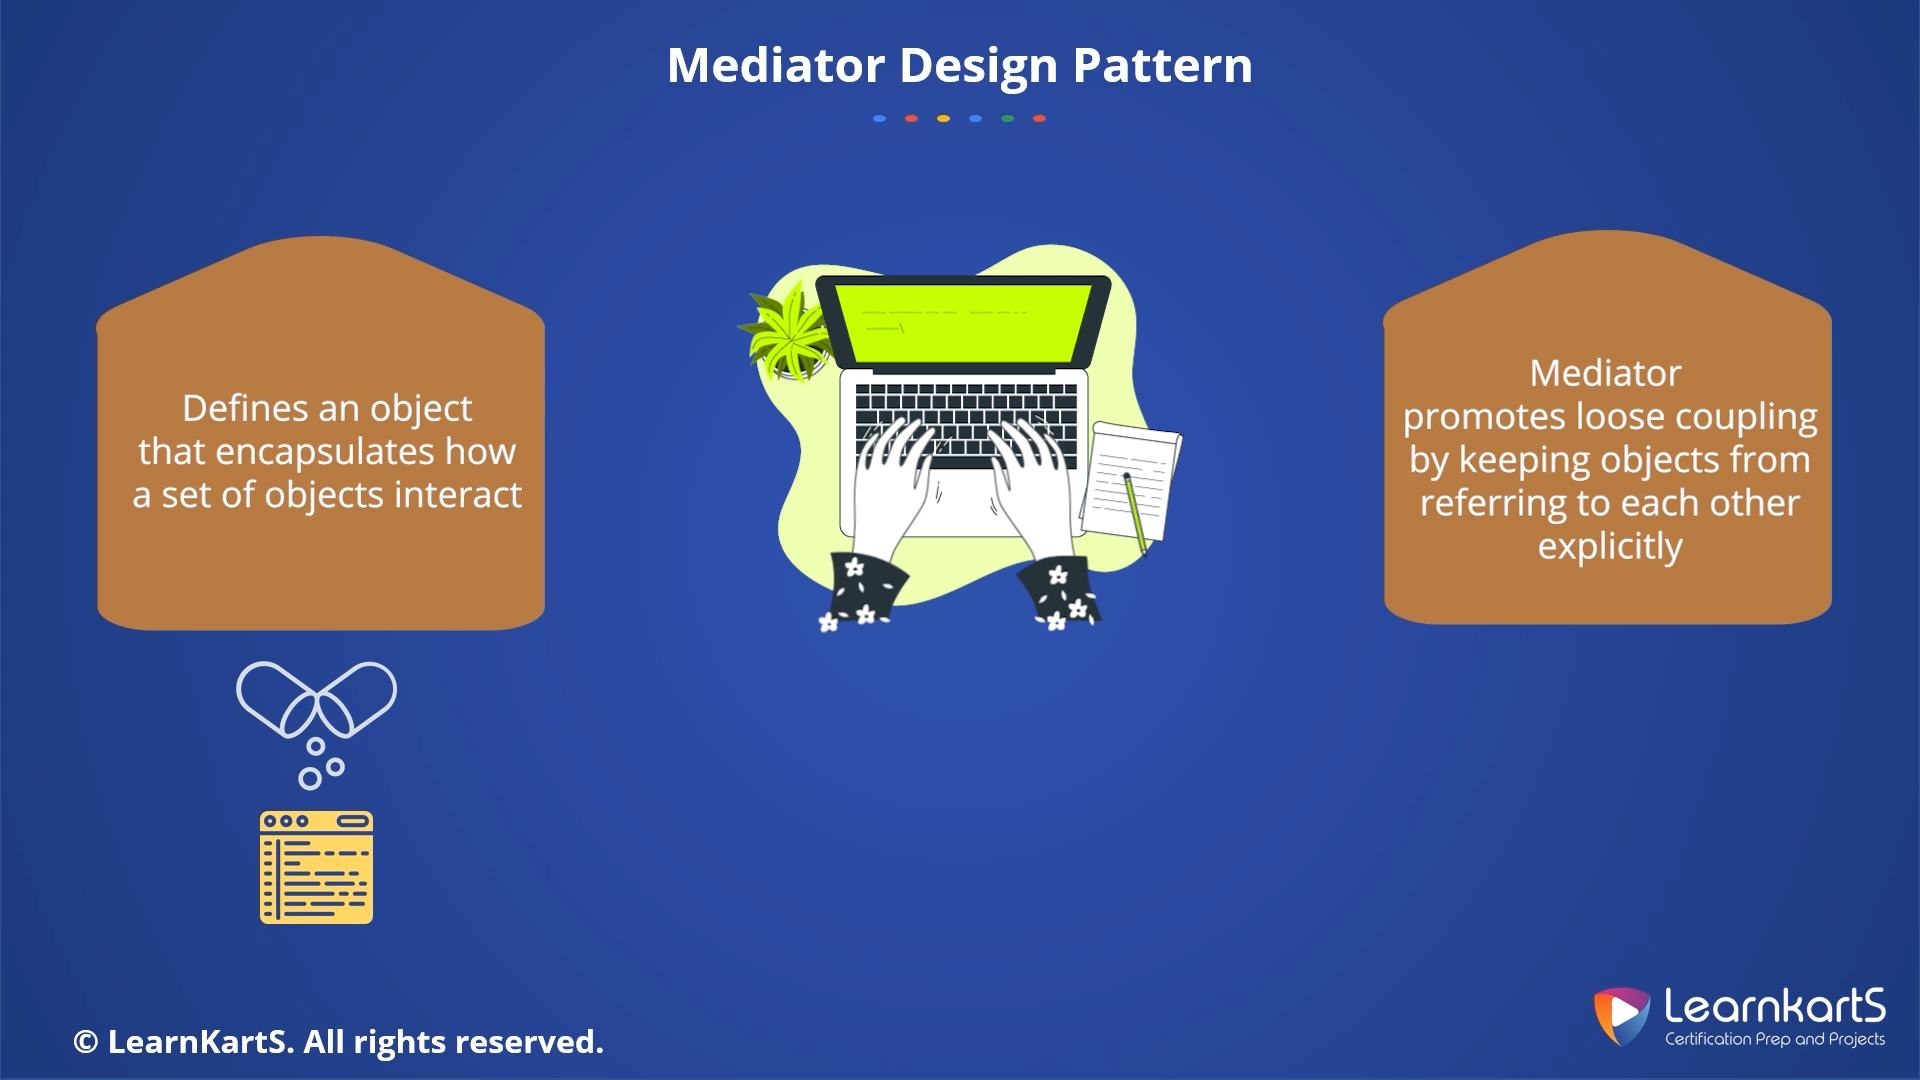 Mediator Design Pattern
Defines an object
that encapsulates how
a set of objects interact
Mediator
promotes loose coupling
by keeping objects from
referring to each other
explicitly
© LearnKartS. All rights reserved.
LearnkartS
Certification Prep and Projects